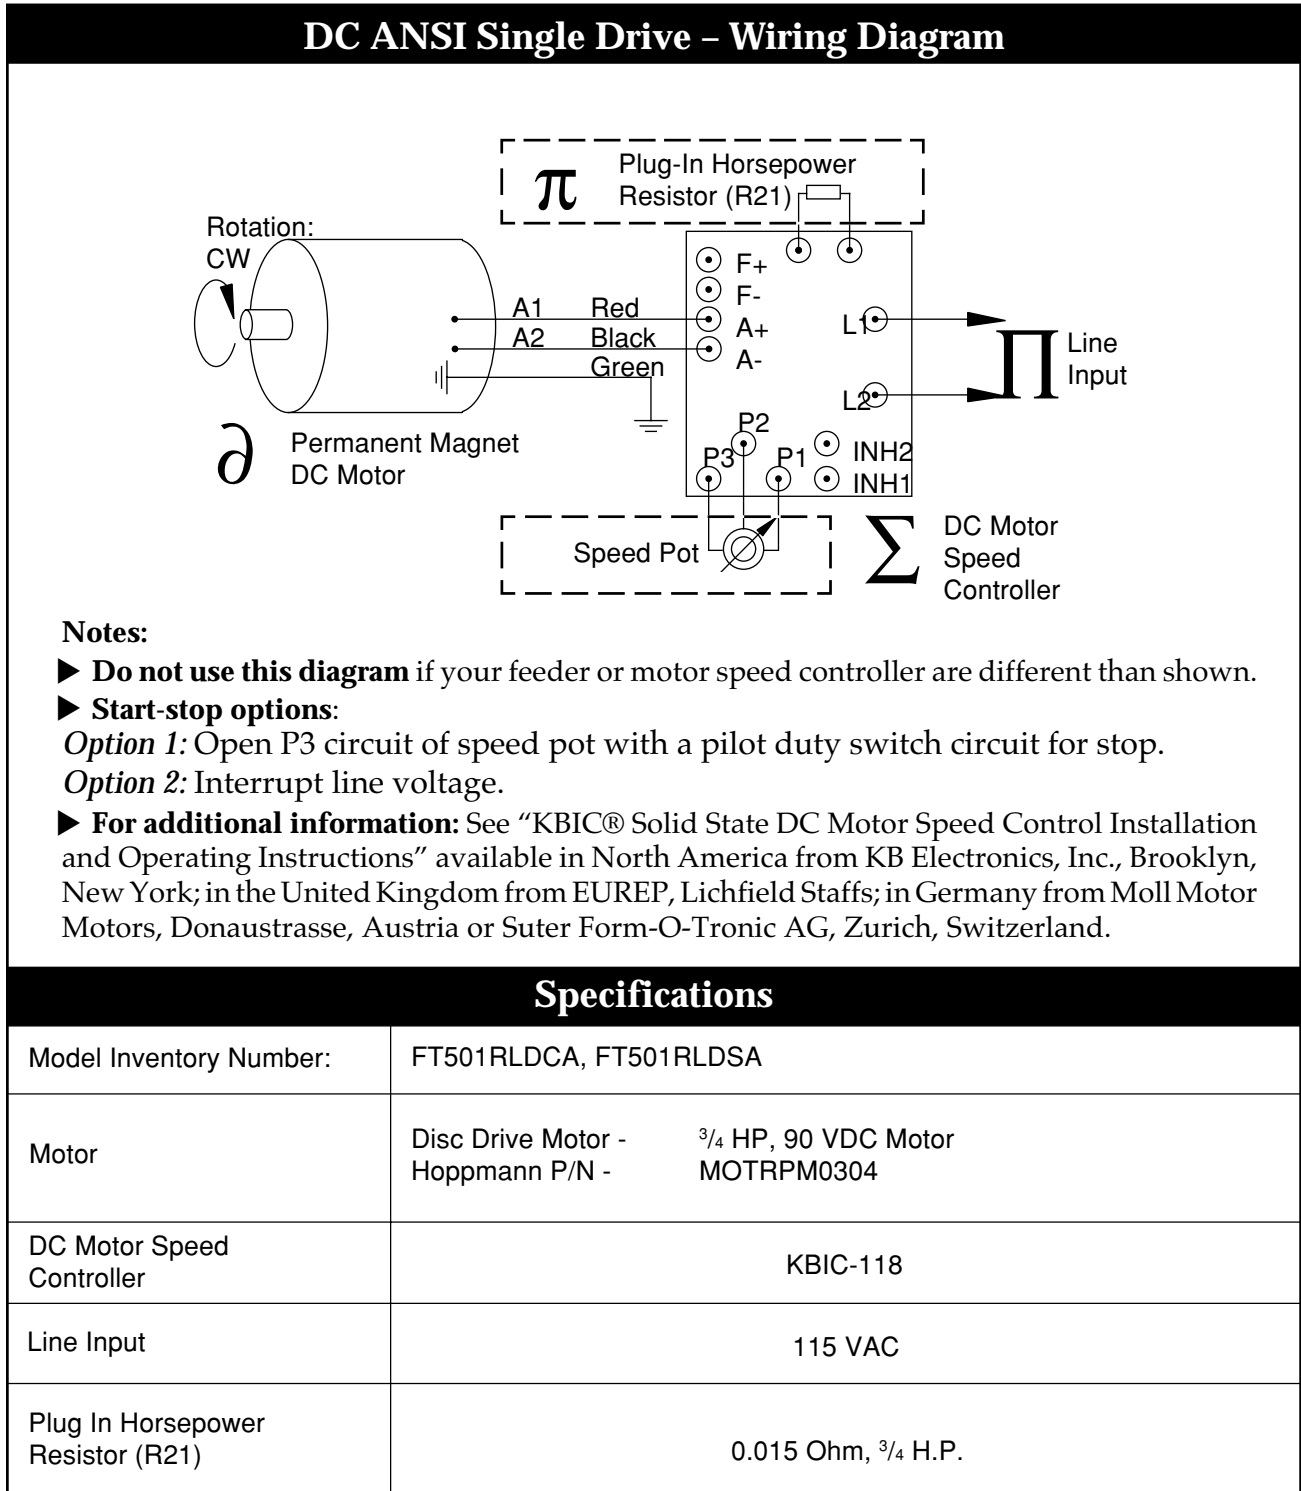 DC ANSI Single Drive – Wiring Diagram
π
Plug-In Horsepower
Resistor (R21)
Rotation:
CW
F+
F-
A1 Red
A+
A2 Black
A-
Green
L1
L2
∏
Line
Input
P2
P3
P1
INH2
INH1
∂
Permanent Magnet
DC Motor
Speed Pot
∑
DC Motor
Speed
Controller
Notes:
▶ Do not use this diagram if your feeder or motor speed controller are different than shown.
▶ Start-stop options:
Option 1: Open P3 circuit of speed pot with a pilot duty switch circuit for stop.
Option 2: Interrupt line voltage.
▶ For additional information: See “KBIC® Solid State DC Motor Speed Control Installation
and Operating Instructions” available in North America from KB Electronics, Inc., Brooklyn,
New York; in the United Kingdom from EUREP, Lichfield Staffs; in Germany from Moll Motor
Motors, Donaustrasse, Austria or Suter Form-O-Tronic AG, Zurich, Switzerland.
Specifications
Model Inventory Number: FT501RLDCA, FT501RLDSA
Motor
Disc Drive Motor - 3/4 HP, 90 VDC Motor
Hoppmann P/N - MOTRPM0304
DC Motor Speed
Controller
KBIC-118
Line Input 115 VAC
Plug In Horsepower
Resistor (R21)
0.015 Ohm, 3/4 H.P.